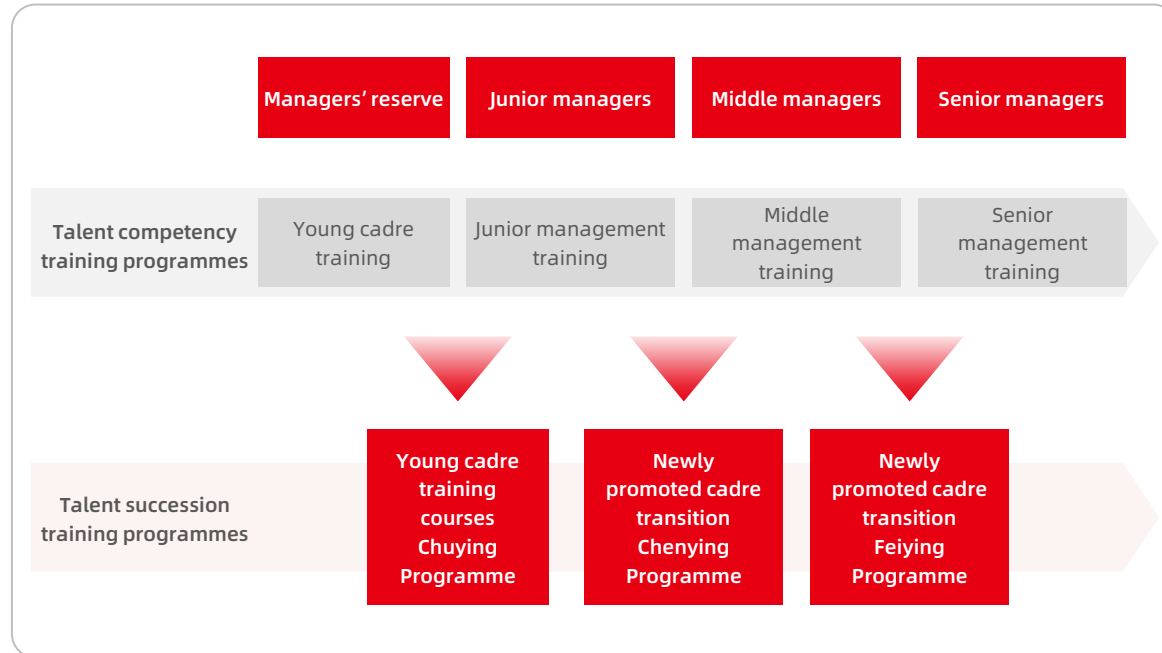 Managers’ reserve
Junior managers
Middle managers
Senior managers
Talent competency
training programmes
Young cadre
training
Junior management
training
Middle
management
training
Senior
management
training
Talent succession
training programmes
Young cadre
training
courses
Chuying
Programme
Newly
promoted cadre
transition
Chenying
Programme
Newly
promoted cadre
transition
Feiying
Programme